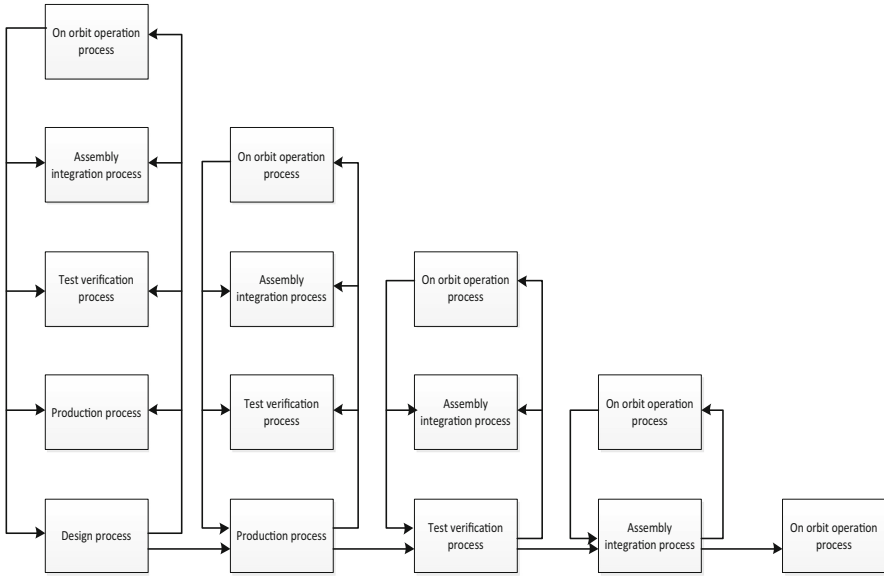 On orbit operation
process
Assembly
integration process
Test verification
process
Production process
Design process
On orbit operation
process
Assembly
integration process
Test verification
process
Production process
On orbit operation
process
Assembly
integration process
Test verification
process
On orbit operation
process
Assembly
integration process
On orbit operation
process